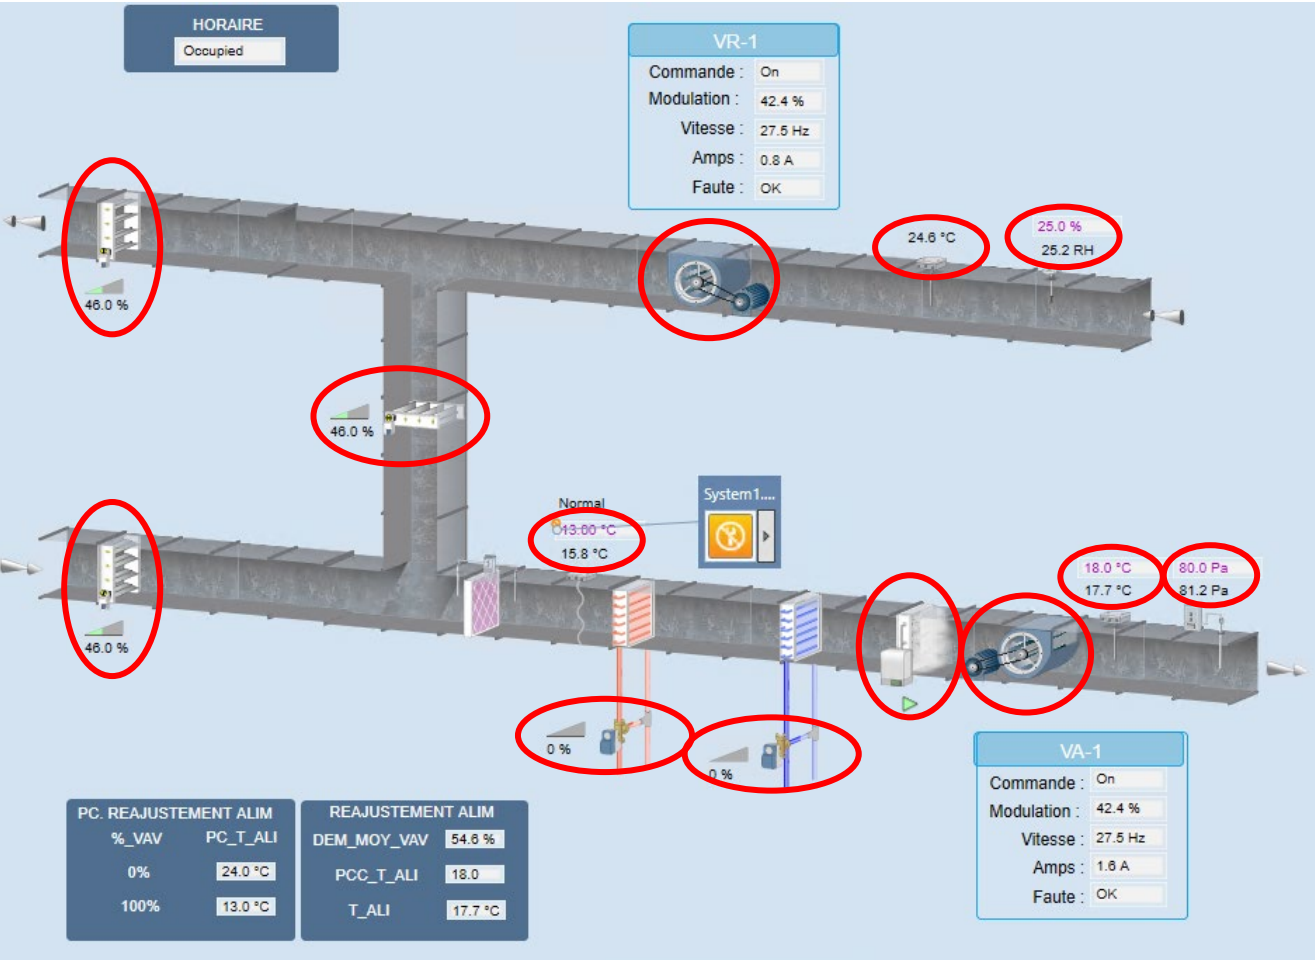 HORAIRE
Occupied
VR-1
Commande : On
Modulation : 42.4 %
Vitesse : 27.5 Hz
Amps : 0.8 A
Faute : OK
24.6 °C
25.0 %
25.2 RH
46.0 %
46.0 %
Normal
13.00 °C
15.8 °C
System1....
18.0 °C
17.7 °C
80.0 Pa
81.2 Pa
46.0 %
0 %
0 %
VA-1
Commande : On
Modulation : 42.4 %
Vitesse : 27.5 Hz
Amps : 1.6 A
Faute : OK
PC. REAJUSTEMENT ALIM
%_VAV PC_T_ALI
0% 24.0 °C
100% 13.0 °C
REAJUSTEMENT ALIM
DEM_MOY_VAV 54.6 %
PCC_T_ALI 18.0
T_ALI 17.7 °C